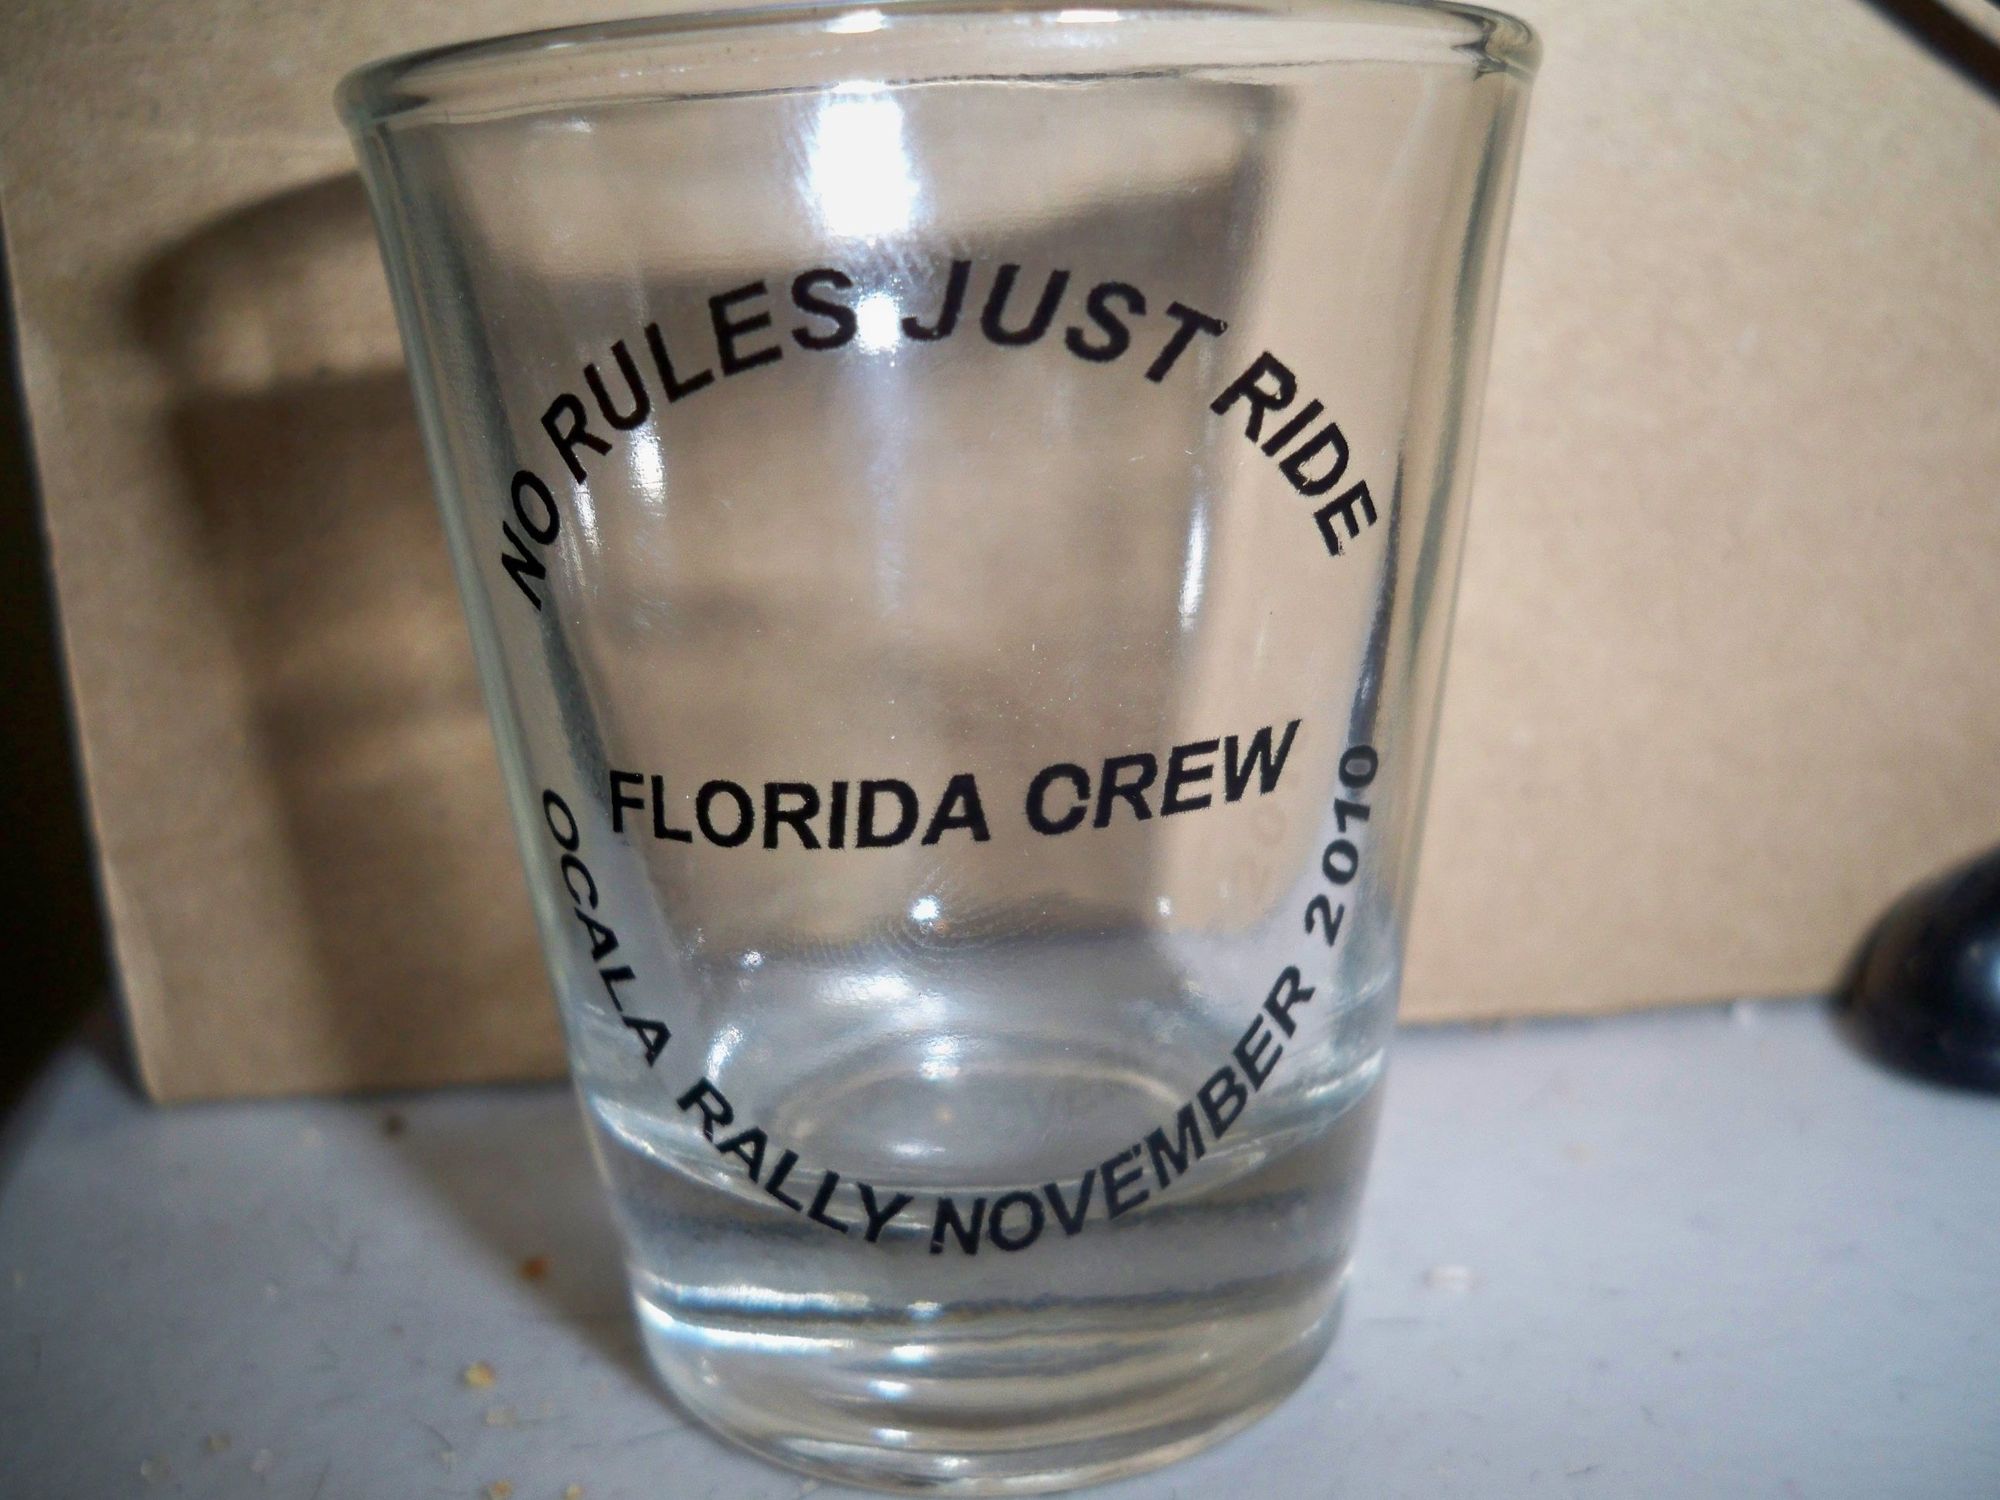 NO RULES JUST RIDE
FLORIDA CREW
OCALA RALLY NOVEMBER 2010